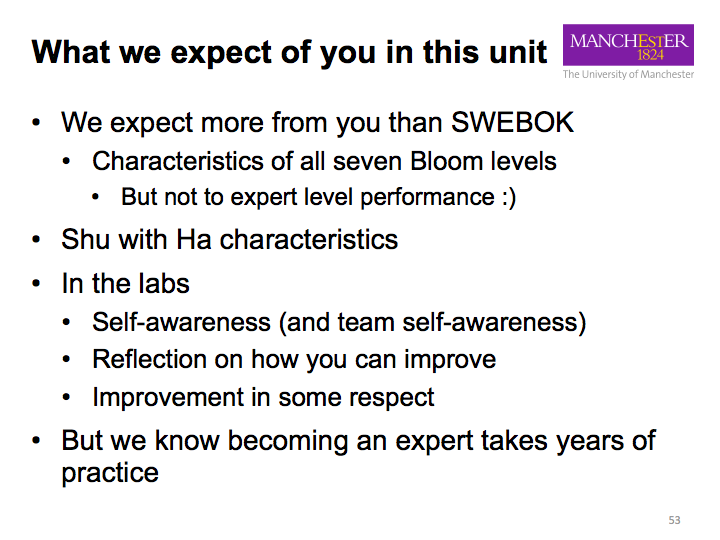 What we expect of you in this unit
MANCHESTER
1824
The University of Manchester
• We expect more from you than SWEBOK
• Characteristics of all seven Bloom levels
• But not to expert level performance :)
• Shu with Ha characteristics
• In the labs
• Self-awareness (and team self-awareness)
• Reflection on how you can improve
• Improvement in some respect
• But we know becoming an expert takes years of
practice
53